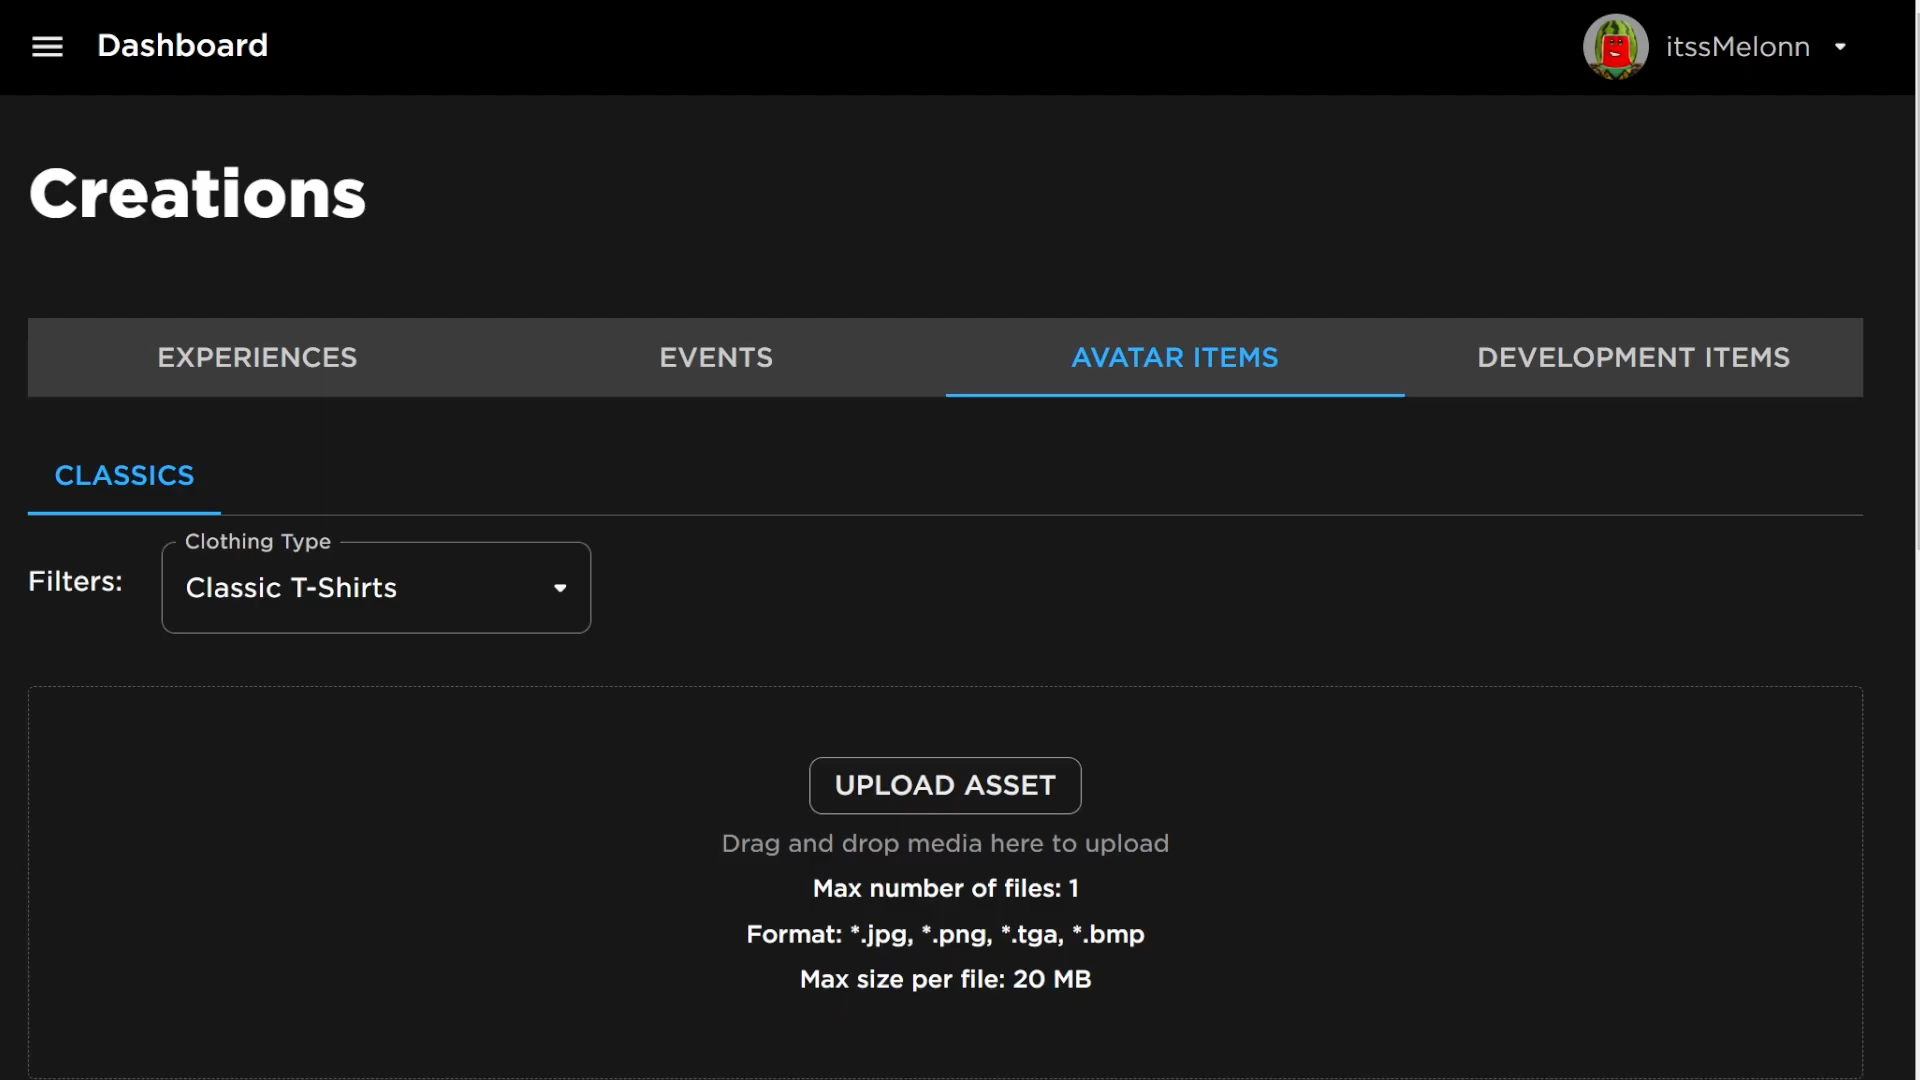 Dashboard
itssMelonn
Creations
EXPERIENCES
EVENTS
AVATAR ITEMS
DEVELOPMENT ITEMS
CLASSICS
Clothing Type
Filters:
Classic T-Shirts
UPLOAD ASSET
Drag and drop media here to upload
Max number of files: 1
Format: *.jpg, *.png, *.tga, *.bmp
Max size per file: 20 MB